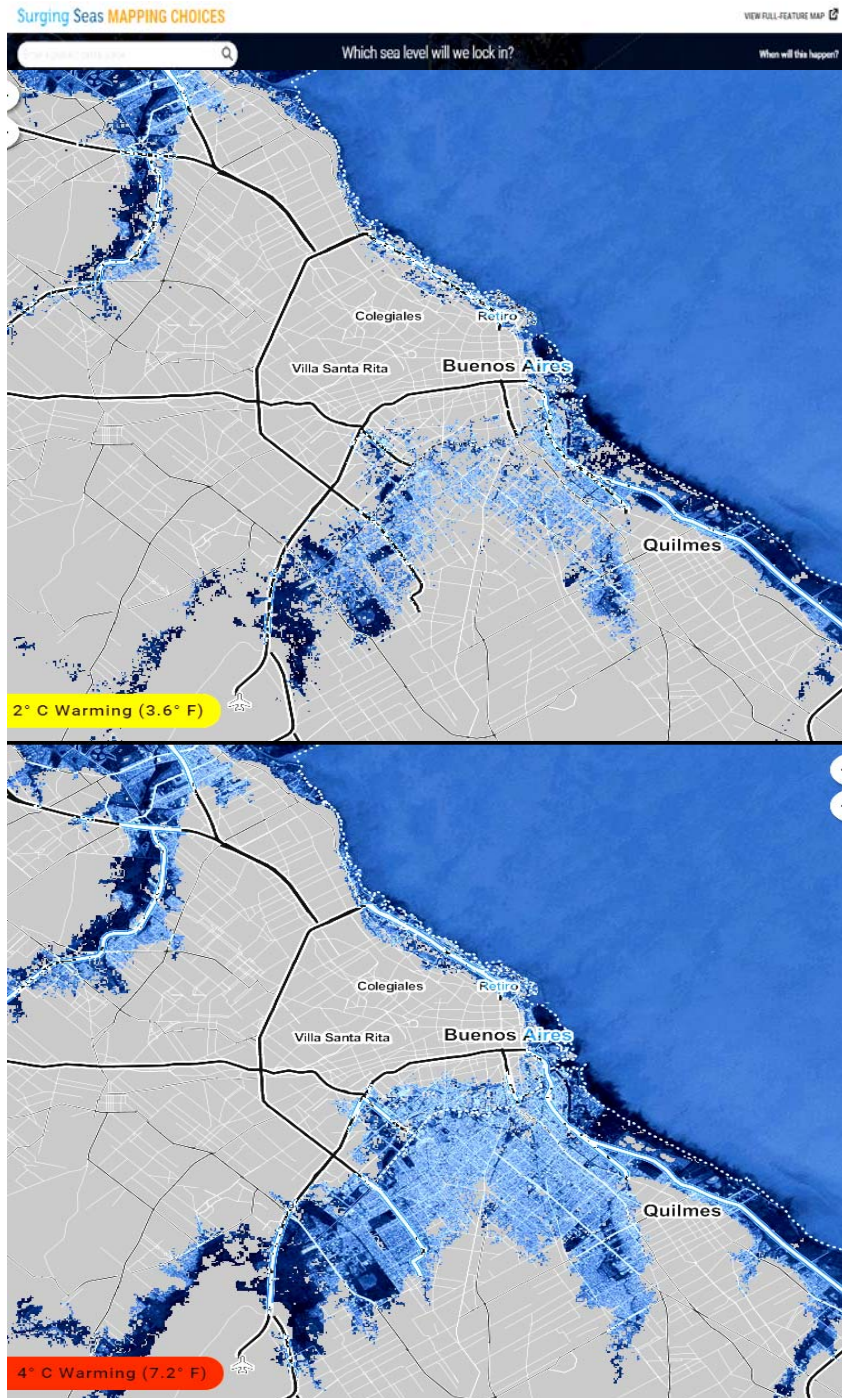 Surging Seas MAPPING CHOICES
VIEW FULL-FEATURE MAP
Which sea level will we lock in?
When will this happen?
Colegiales
Retiro
Villa Santa Rita
Buenos Aires
Quilmes
2° C Warming (3.6° F)
Colegiales
Retiro
Villa Santa Rita
Buenos Aires
Quilmes
4° C Warming (7.2° F)